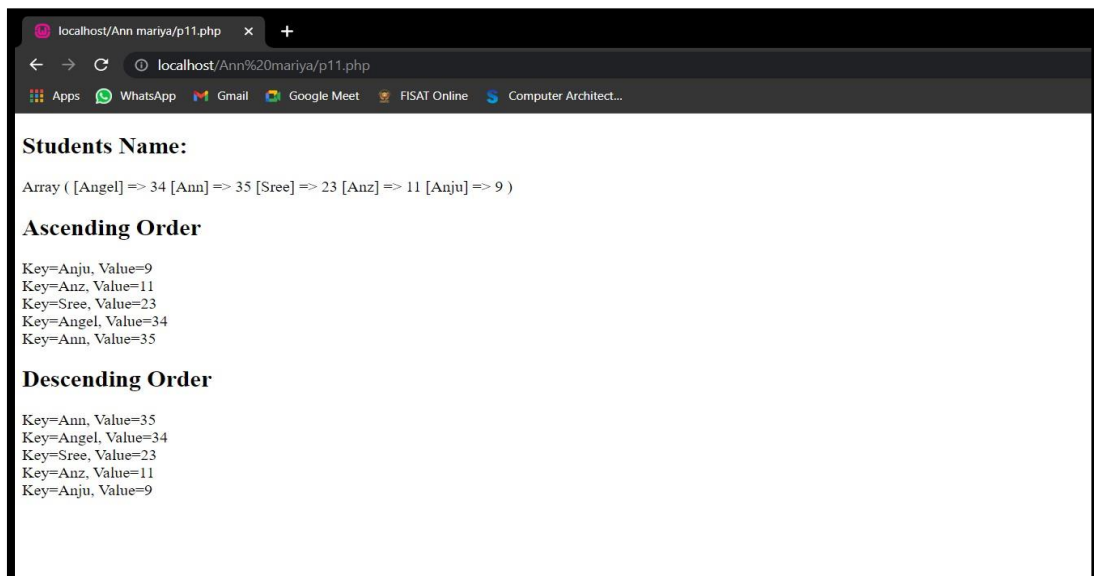 localhost/Ann mariya/p11.php
localhost/Ann%20mariya/p11.php
Apps WhatsApp Gmail Google Meet FISAT Online Computer Architect...
Students Name:
Array ( [Angel] => 34 [Ann] => 35 [Sree] => 23 [Anz] => 11 [Anju] => 9 )
Ascending Order
Key=Anju, Value=9
Key=Anz, Value=11
Key=Sree, Value=23
Key=Angel, Value=34
Key=Ann, Value=35
Descending Order
Key=Ann, Value=35
Key=Angel, Value=34
Key=Sree, Value=23
Key=Anz, Value=11
Key=Anju, Value=9